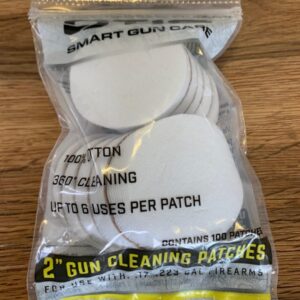 SMART GUN CARE
100% COTTON
360° CLEANING
UP TO 6 USES PER PATCH
CONTAINS 100 PATCHES
2" GUN CLEANING PATCHES
FOR USE WITH .17-.223 CAL FIREARMS